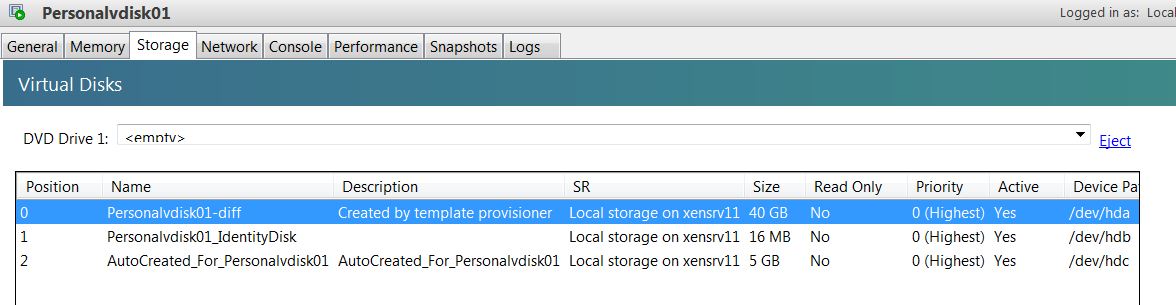 Personalvdisk01 Logged in as: Local
General Memory Storage Network Console Performance Snapshots Logs
Virtual Disks
DVD Drive 1: <empty> Eject
Position Name Description SR Size Read Only Priority Active Device Pa
0 Personalvdisk01-diff Created by template provisioner Local storage on xensrv11 40 GB No 0 (Highest) Yes /dev/hda
1 Personalvdisk01_IdentityDisk Local storage on xensrv11 16 MB No 0 (Highest) Yes /dev/hdb
2 AutoCreated_For_Personalvdisk01 AutoCreated_For_Personalvdisk01 Local storage on xensrv11 5 GB No 0 (Highest) Yes /dev/hdc